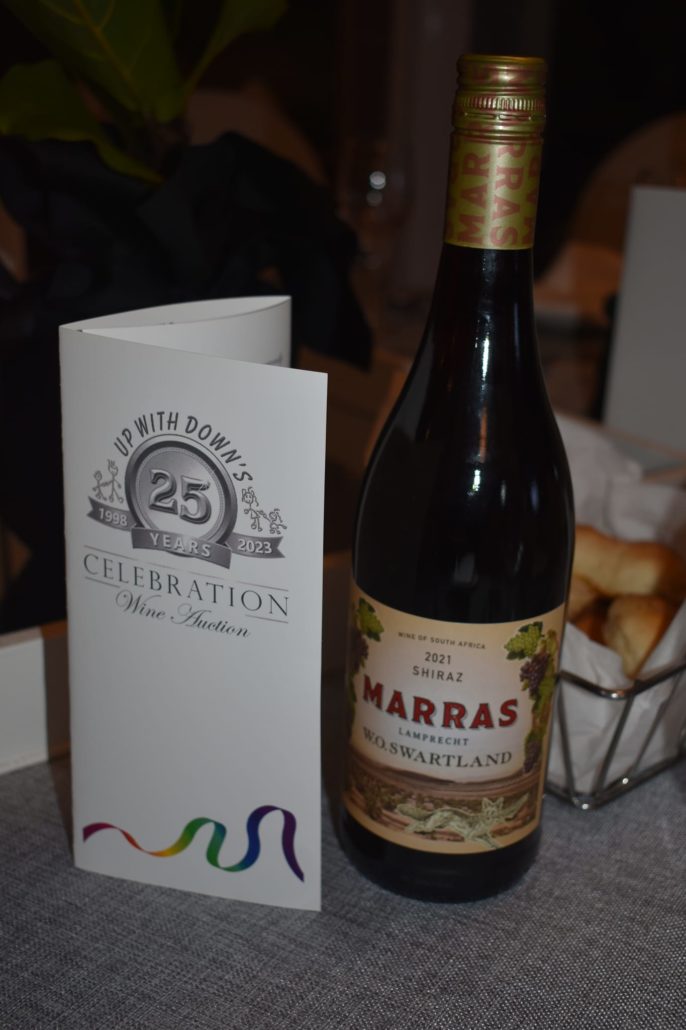 UP WITH DOWN'S
25
1998 YEARS 2023
CELEBRATION
Wine Auction
MARRAS
WINE OF SOUTH AFRICA
2021
SHIRAZ
MARRAS
LAMPRECHT
W.O. SWARTLAND